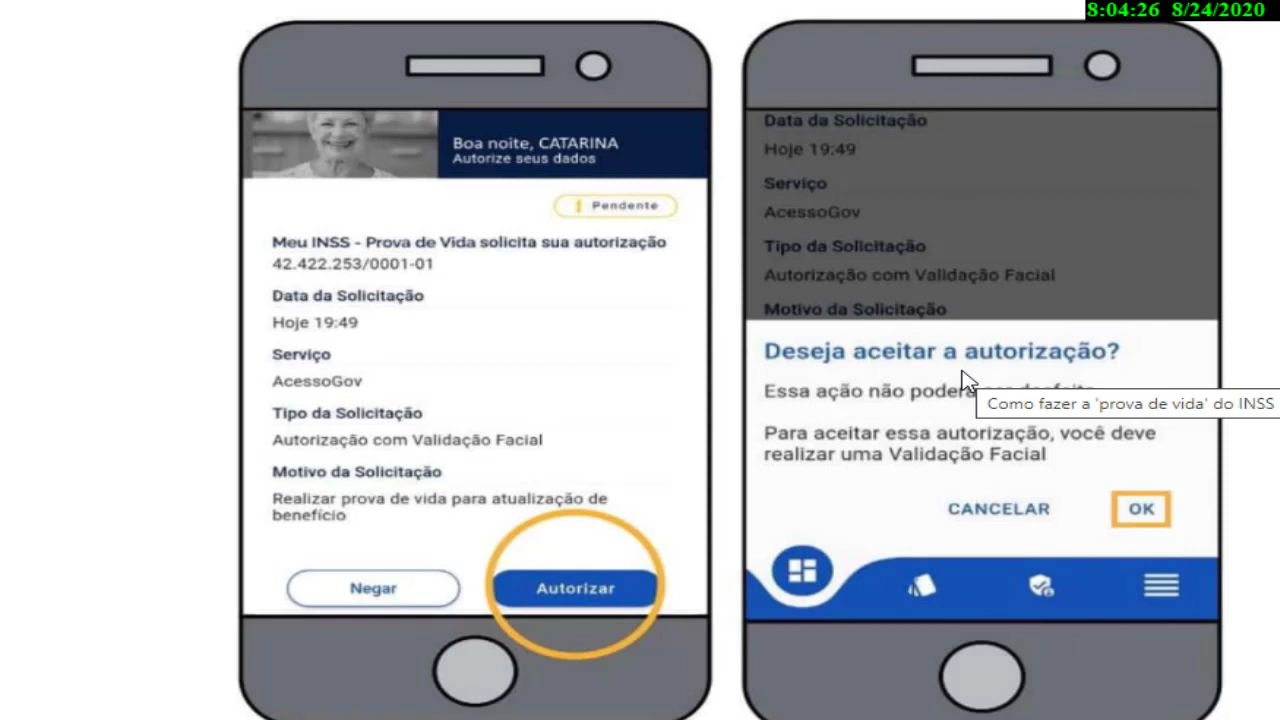 8:04:26 8/24/2020
Boa noite, CATARINA
Autorize seus dados
Pendente
Meu INSS - Prova de Vida solicita sua autorização
42.422.253/0001-01
Data da Solicitação
Hoje 19:49
Serviço
AcessoGov
Tipo da Solicitação
Autorização com Validação Facial
Motivo da Solicitação
Realizar prova de vida para atualização de
benefício
Negar
Autorizar
Data da Solicitação
Hoje 19:49
Serviço
AcessoGov
Tipo da Solicitação
Autorização com Validação Facial
Motivo da Solicitação
Deseja aceitar a autorização?
Essa ação não poderá
Como fazer a 'prova de vida' do INSS
Para aceitar essa autorização, você deve
realizar uma Validação Facial
CANCELAR
OK